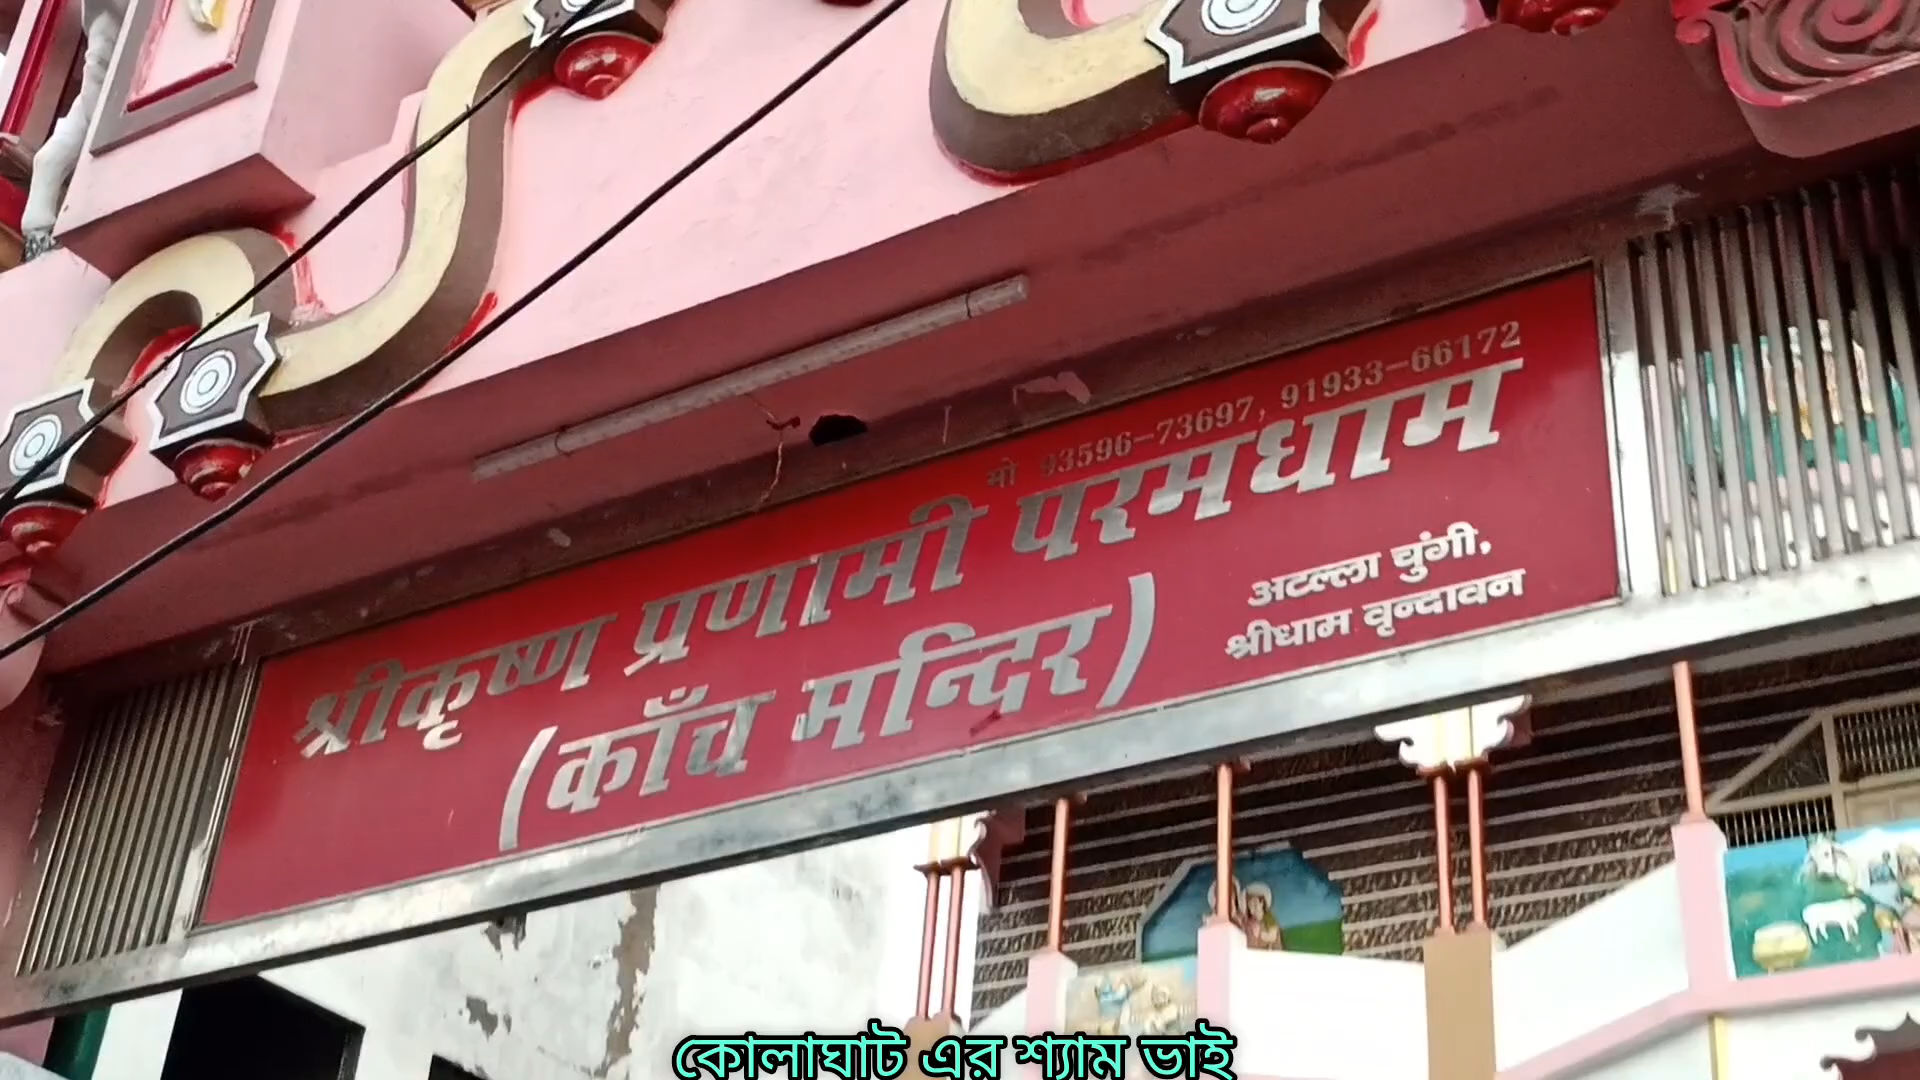 मो 93596-73697, 91933-66172
श्रीकृष्ण प्रणामी परमधाम
(काँच मन्दिर)
अटल्ला चुंगी,
श्रीधाम वृन्दावन
কোলাঘাট এর শ্যাম ভাই